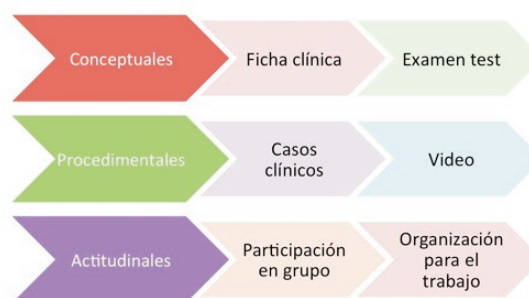 Conceptuales
Ficha clínica
Examen test
Procedimentales
Casos
clínicos
Video
Actitudinales
Participación
en grupo
Organización
para el
trabajo